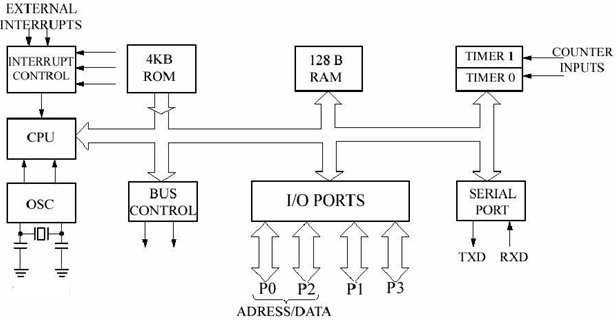 EXTERNAL
INTERRUPTS
INTERRUPT
CONTROL
4KB
ROM
128 B
RAM
TIMER 1
TIMER 0
COUNTER
INPUTS
CPU
OSC
BUS
CONTROL
I/O PORTS
SERIAL
PORT
TXD RXD
P0 P2 P1 P3
ADRESS/DATA